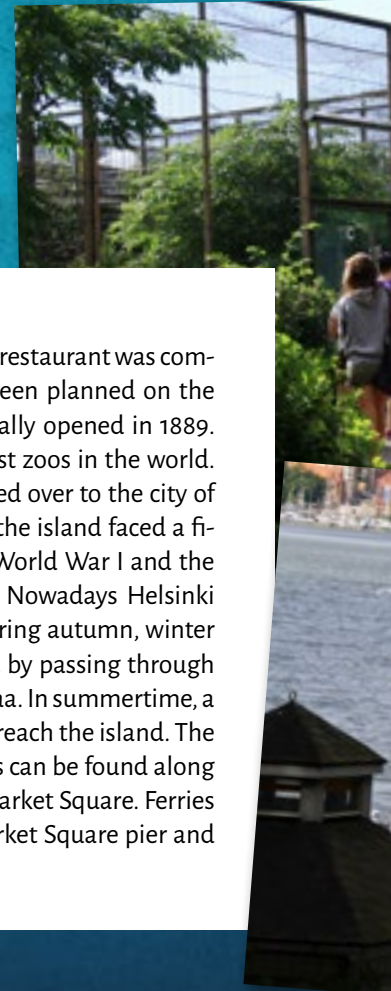 restaurant was com-
een planned on the
ally opened in 1889.
st zoos in the world.
ed over to the city of
the island faced a fi-
World War I and the
Nowadays Helsinki
ring autumn, winter
by passing through
aa. In summertime, a
reach the island. The
s can be found along
arket Square. Ferries
rket Square pier and